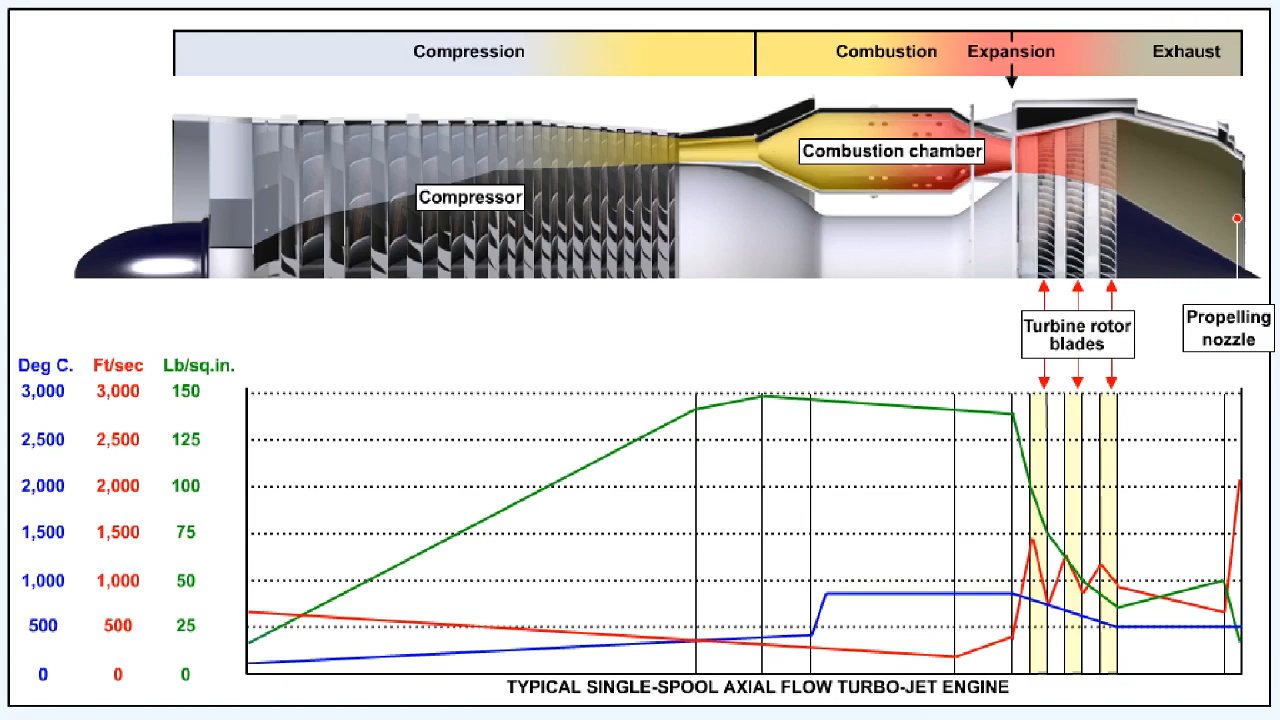 Compression
Combustion
Expansion
Exhaust
Combustion chamber
Compressor
Turbine rotor
blades
Propelling
nozzle
Deg C. Ft/sec Lb/sq.in.
3,000 3,000 150
2,500 2,500 125
2,000 2,000 100
1,500 1,500 75
1,000 1,000 50
500 500 25
0 0 0
TYPICAL SINGLE-SPOOL AXIAL FLOW TURBO-JET ENGINE